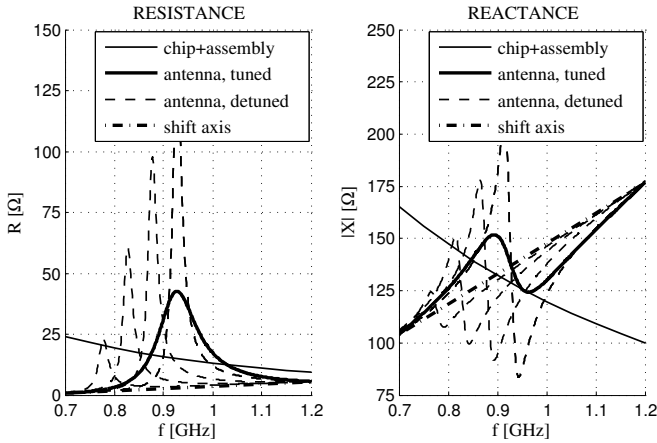 RESISTANCE
150
125
100
75
50
25
0
R [Ω]
0.7 0.8 0.9 1 1.1 1.2
f [GHz]
chip+assembly
antenna, tuned
antenna, detuned
shift axis
REACTANCE
250
225
200
175
150
125
100
75
|X| [Ω]
0.7 0.8 0.9 1 1.1 1.2
f [GHz]
chip+assembly
antenna, tuned
antenna, detuned
shift axis